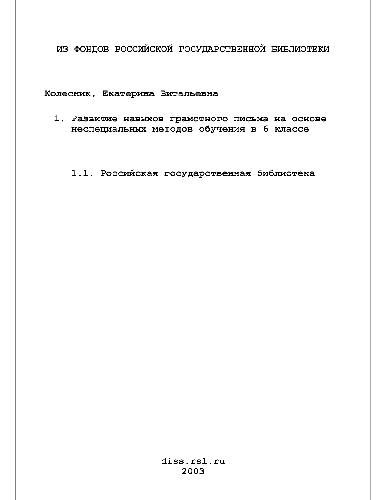 ИЗ ФОНДОВ РОССИЙСКОЙ ГОСУДАРСТВЕННОЙ БИБЛИОТЕКИ
Колесник, Екатерина Витальевна
1. Развитие навыков грамотного письма на основе
неспециальных методов обучения в 6 классе
1.1. Российская государственная библиотека
diss.rsl.ru
2003